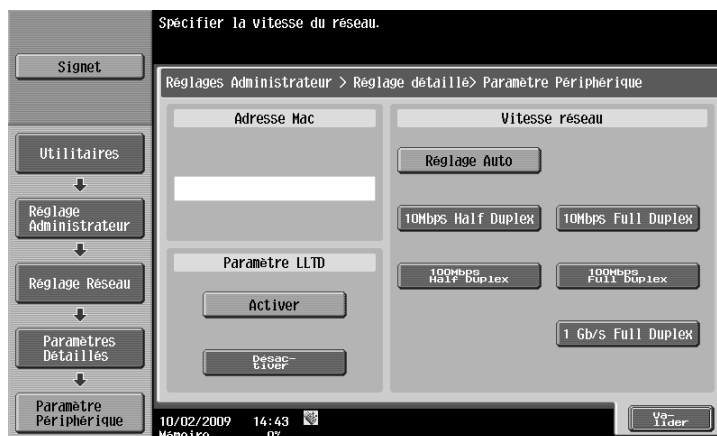 Spécifier la vitesse du réseau.
Signet
Réglages Administrateur > Réglage détaillé> Paramètre Périphérique
Adresse Mac
Vitesse réseau
Utilitaires
Réglage Auto
Réglage
Administrateur
10Mbps Half Duplex
10Mbps Full Duplex
Réglage Réseau
Paramètre LLTD
100Mbps
Half Duplex
100Mbps
Full Duplex
Activer
Paramètres
Détaillés
1 Gb/s Full Duplex
Désac-
tiver
Paramètre
Périphérique
10/02/2009 14:43
Mémoire 0%
Va-
lider